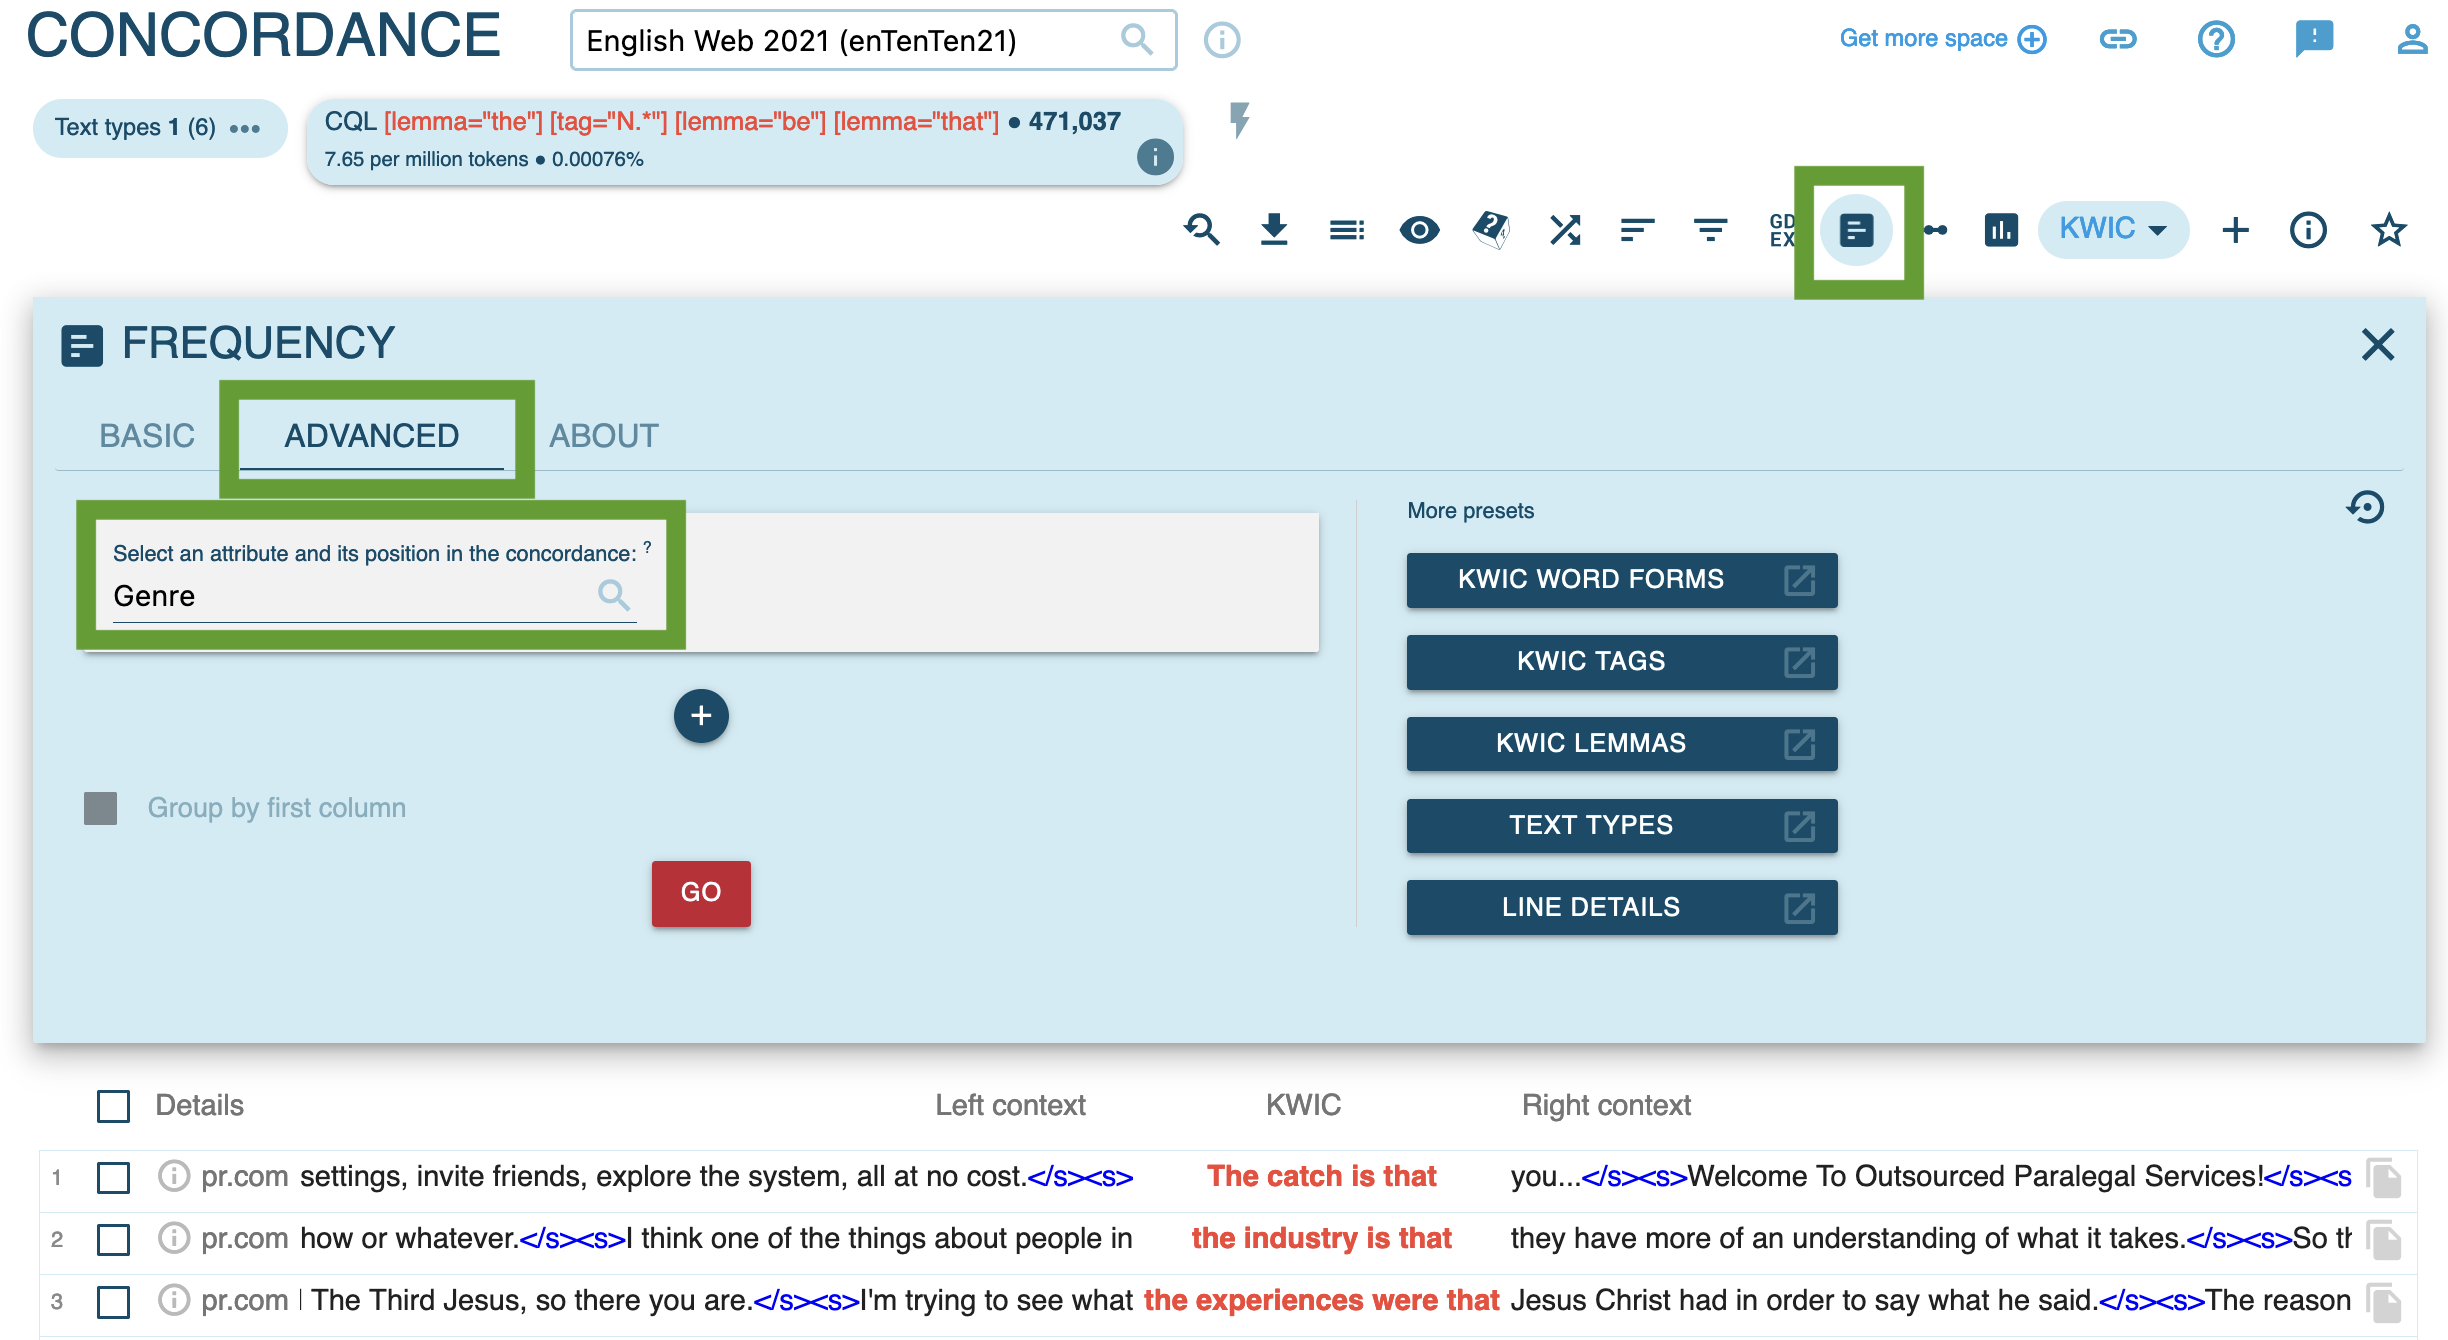 CONCORDANCE
English Web 2021 (enTenTen21)
Get more space
Text types 1 (6) •••
CQL [lemma="the"] [tag="N.*"] [lemma="be"] [lemma="that"] ● 471,037
7.65 per million tokens ● 0.00076%
GD
EX
KWIC
FREQUENCY
BASIC ADVANCED ABOUT
Select an attribute and its position in the concordance: ?
Genre
Group by first column
GO
More presets
KWIC WORD FORMS
KWIC TAGS
KWIC LEMMAS
TEXT TYPES
LINE DETAILS
Details Left context KWIC Right context
1 pr.com settings, invite friends, explore the system, all at no cost.</s><s> The catch is that you...</s><s>Welcome To Outsourced Paralegal Services!</s><s
2 pr.com how or whatever.</s><s>I think one of the things about people in the industry is that they have more of an understanding of what it takes.</s><s>So th
3 pr.com | The Third Jesus, so there you are.</s><s>I'm trying to see what the experiences were that Jesus Christ had in order to say what he said.</s><s>The reason